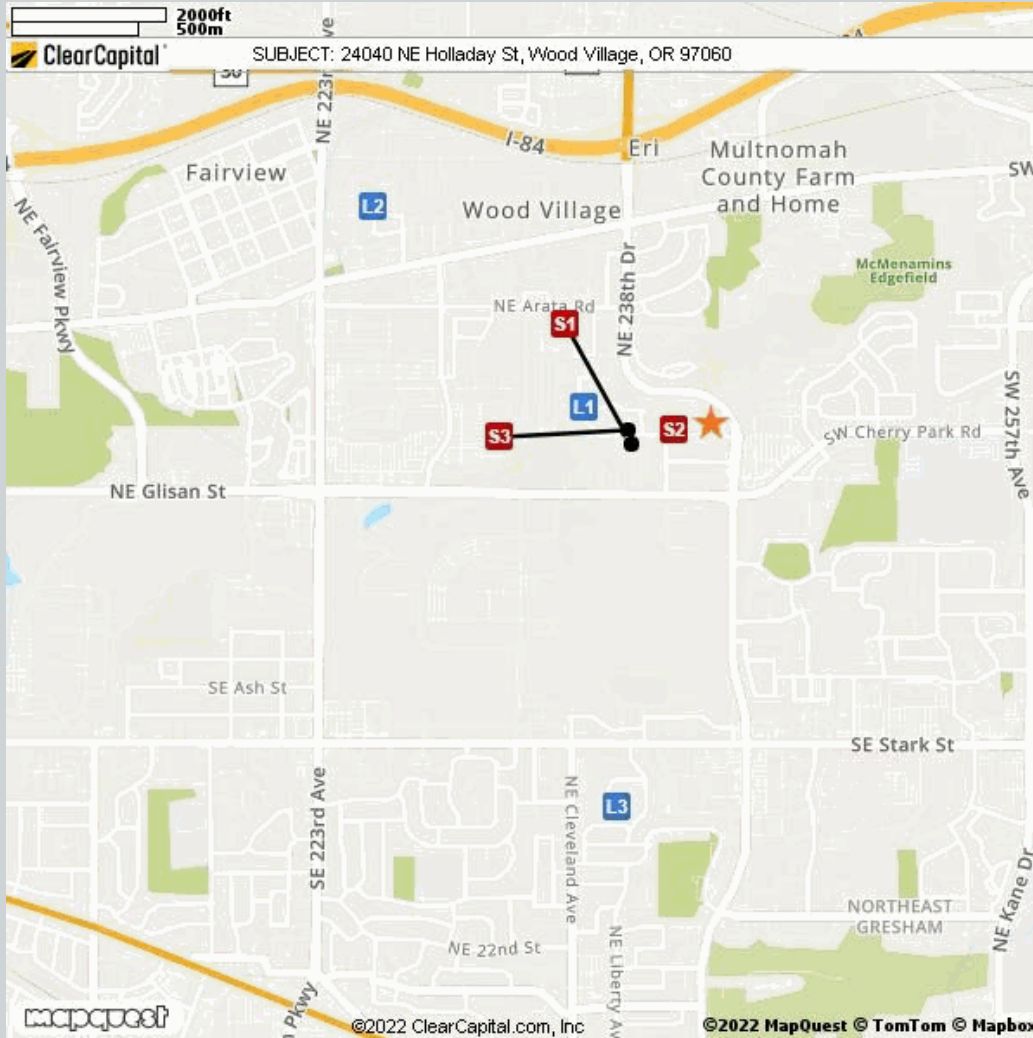 2000ft
500m
ClearCapital
SUBJECT: 24040 NE Holladay St, Wood Village, OR 97060
NE 223rd Ave
I-84
Eri
Fairview
Multnomah
County Farm
and Home
SW
L2
Wood Village
NE Fairview Pkwy
McMenamins
Edgefield
NE 238th Dr
NE Arata Rd
S1
L1
S2
S3
SW Cherry Park Rd
SW 257th Ave
NE Glisan St
SE Ash St
SE Stark St
SE 223rd Ave
NE Cleveland Ave
L3
NE Kane Dr
NORTHEAST
GRESHAM
NE 22nd St
NE Liberty Av
Pkwy
mapquest
©2022 ClearCapital.com, Inc
©2022 MapQuest © TomTom © Mapbox